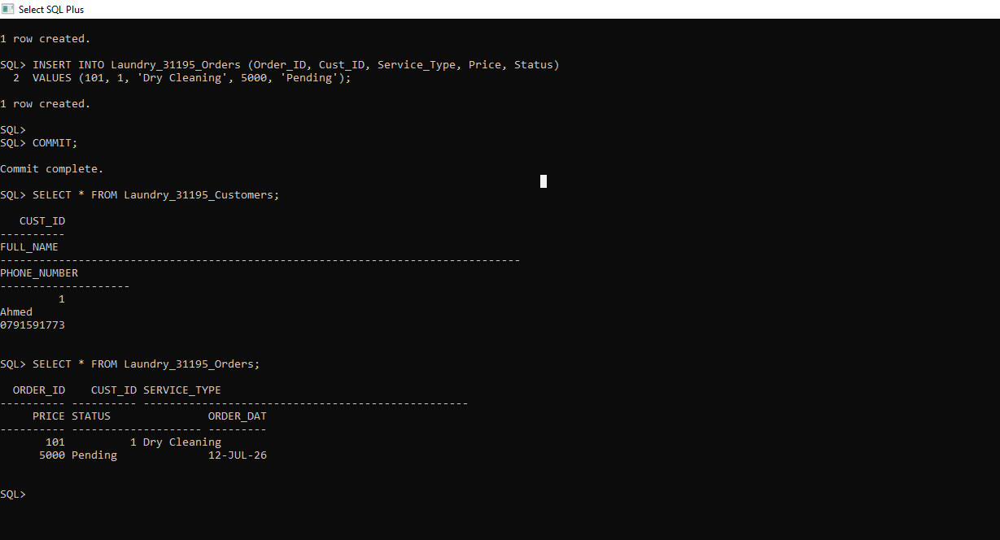 Select SQL Plus
1 row created.
SQL> INSERT INTO Laundry_31195_Orders (Order_ID, Cust_ID, Service_Type, Price, Status)
  2  VALUES (101, 1, 'Dry Cleaning', 5000, 'Pending');
1 row created.
SQL>
SQL> COMMIT;
Commit complete.
SQL> SELECT * FROM Laundry_31195_Customers;
   CUST_ID
----------
FULL_NAME
--------------------------------------------------------------------------------
PHONE_NUMBER
--------------------
         1
Ahmed
0791591773
SQL> SELECT * FROM Laundry_31195_Orders;
  ORDER_ID    CUST_ID SERVICE_TYPE
---------- ---------- --------------------------------------------------
     PRICE STATUS               ORDER_DAT
---------- -------------------- ---------
       101          1 Dry Cleaning
      5000 Pending              12-JUL-26
SQL>